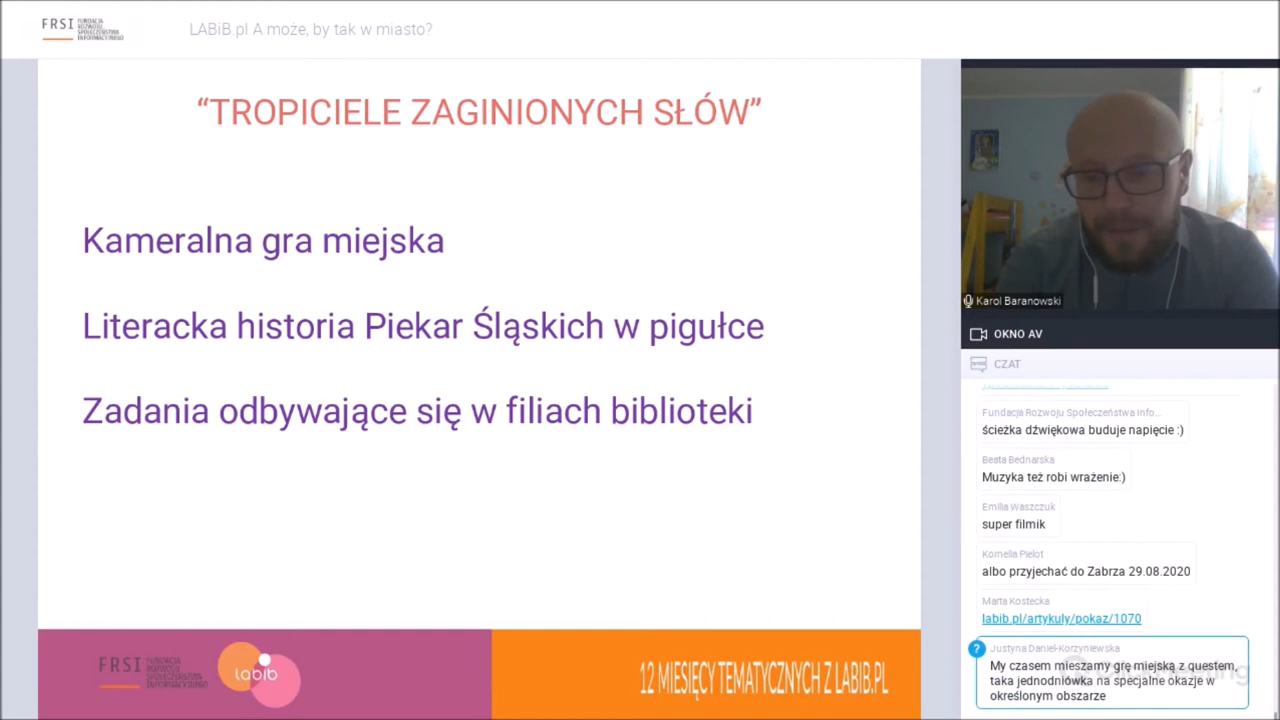 FRSI FUNDACJA
ROZWOJU
SPOŁECZEŃSTWA
INFORMACYJNEGO
LABiB.pl A może, by tak w miasto?
“TROPICIELE ZAGINIONYCH SŁÓW”
Kameralna gra miejska
Literacka historia Piekar Śląskich w pigułce
Zadania odbywające się w filiach biblioteki
FRSI FUNDACJA
ROZWOJU
SPOŁECZEŃSTWA
INFORMACYJNEGO
labib
12 MIESIĘCY TEMATYCZNYCH Z LABIB.PL
Karol Baranowski
OKNO AV
CZAT
Fundacja Rozwoju Społeczeństwa Info...
ścieżka dźwiękowa buduje napięcie :)
Beata Bednarska
Muzyka też robi wrażenie:)
Emilia Waszczuk
super filmik
Kornelia Pielot
albo przyjechać do Zabrza 29.08.2020
Marta Kostecka
labib.pl/artykuly/pokaz/1070
? Justyna Daniel-Korzyniewska
My czasem mieszamy grę miejską z questem,
taka jednodniówka na specjalne okazje w
określonym obszarze